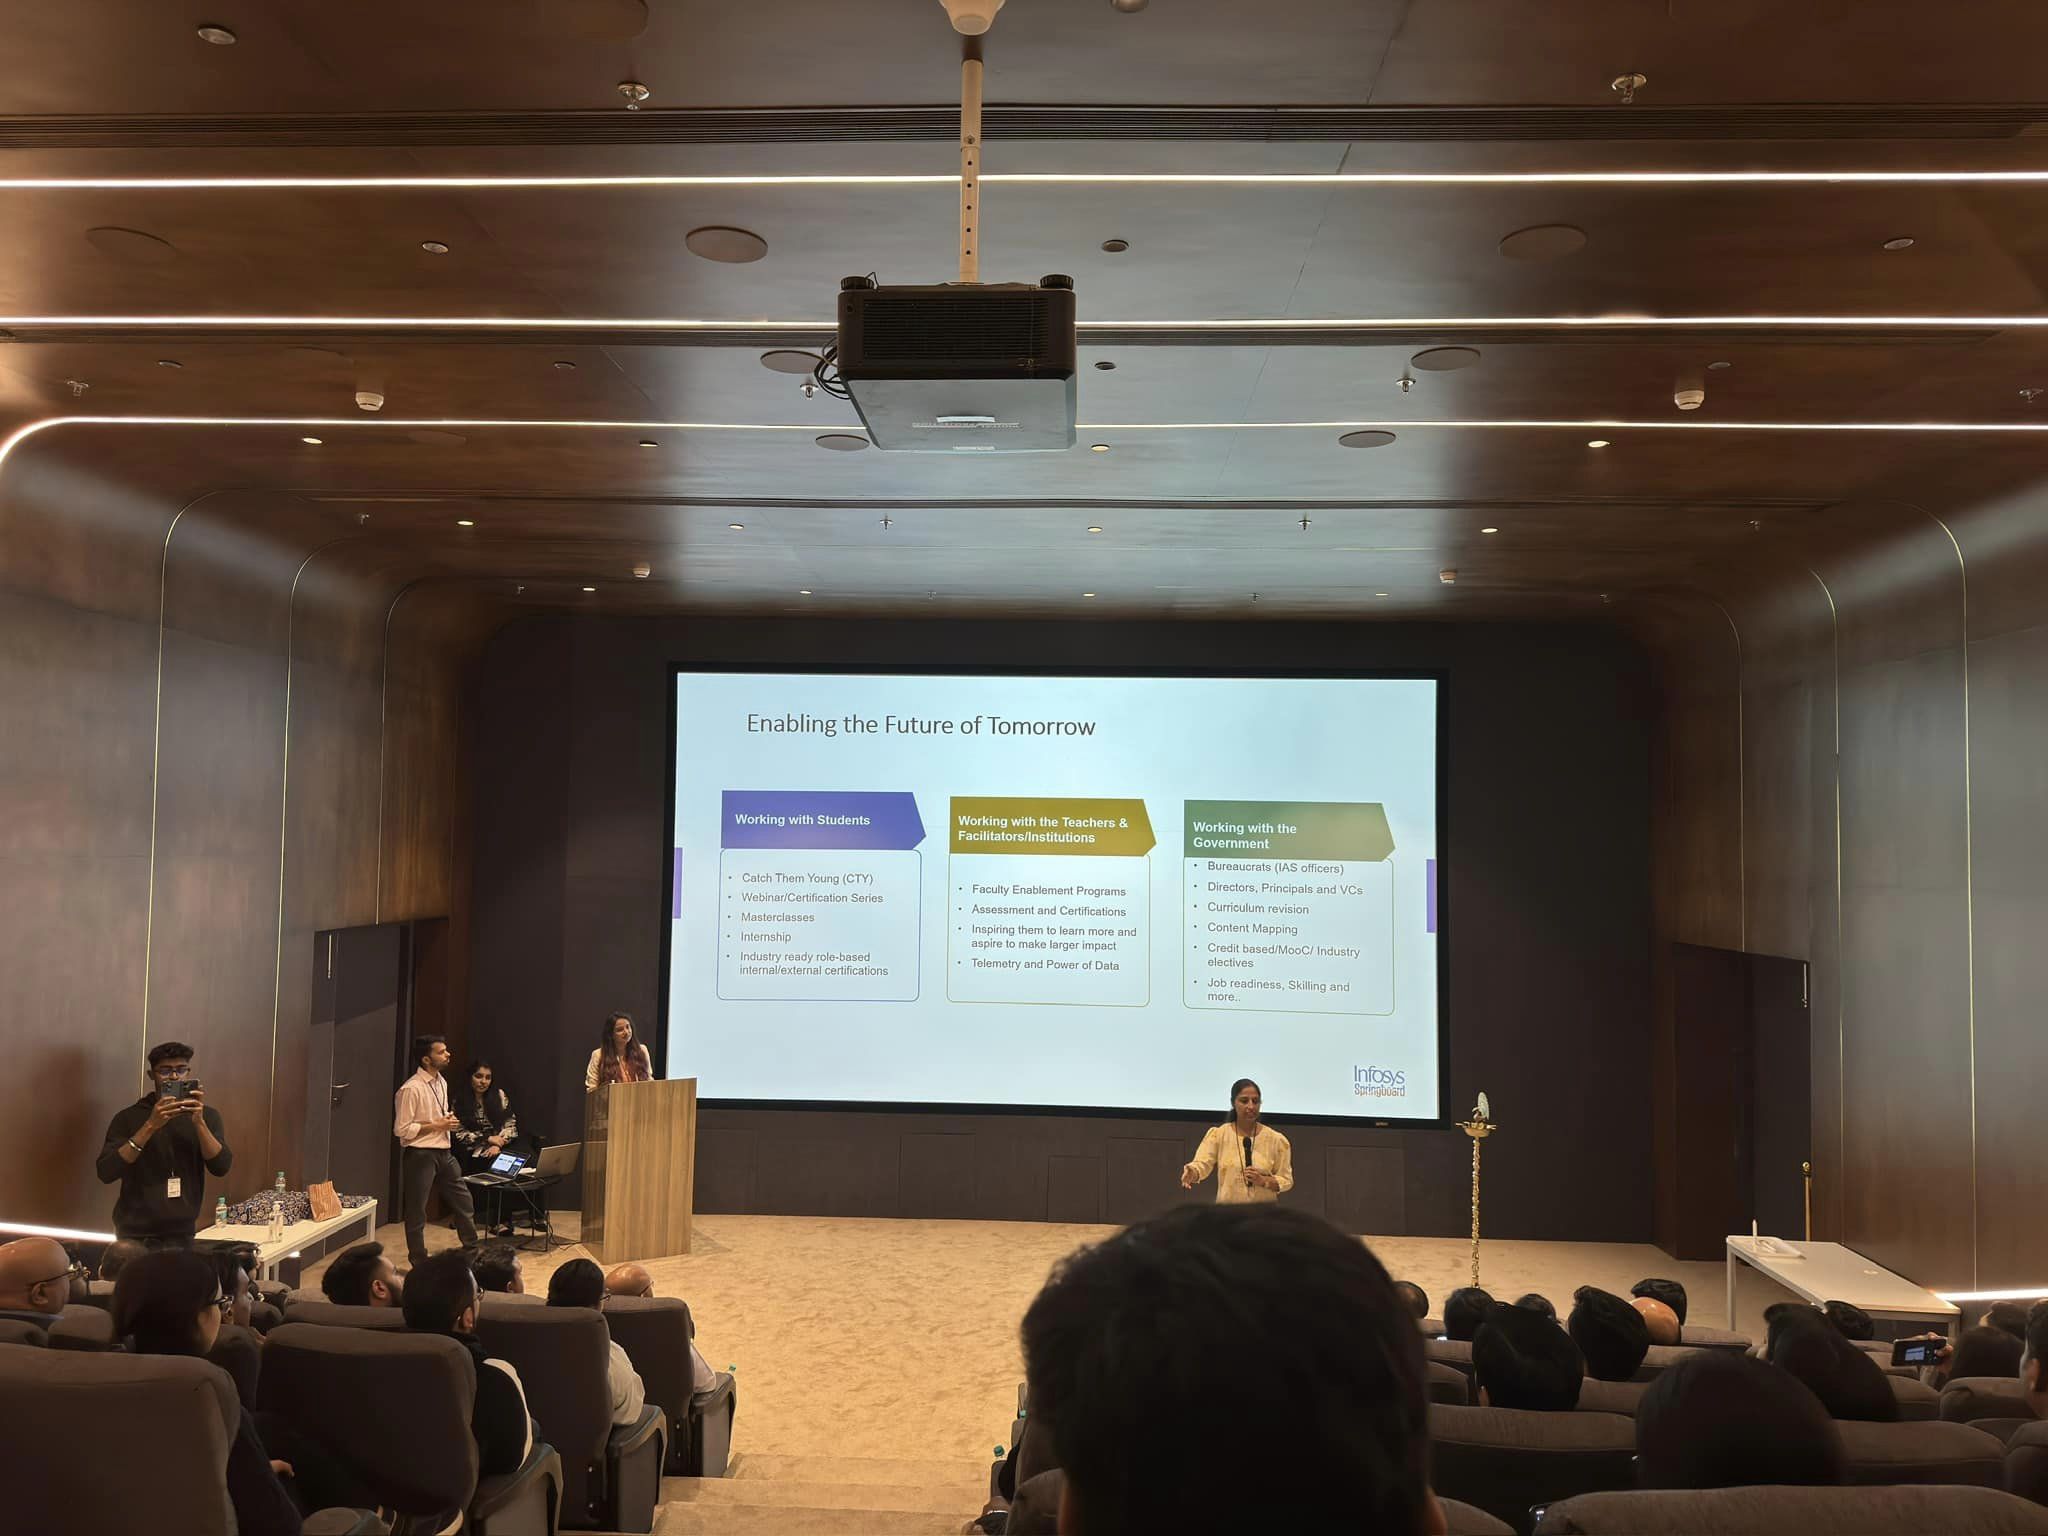 Enabling the Future of Tomorrow
Working with Students
Catch Them Young (CTY)
Webinar/Certification Series
Masterclasses
Internship
Industry ready role-based
internal/external certifications
Working with the Teachers &
Facilitators/Institutions
Faculty Enablement Programs
Assessment and Certifications
Inspiring them to learn more and
aspire to make larger impact
Telemetry and Power of Data
Working with the
Government
Bureaucrats (IAS officers)
Directors, Principals and VCs
Curriculum revision
Content Mapping
Credit based/MooC/ Industry
electives
Job readiness, Skilling and
more..
Infosys
Springboard